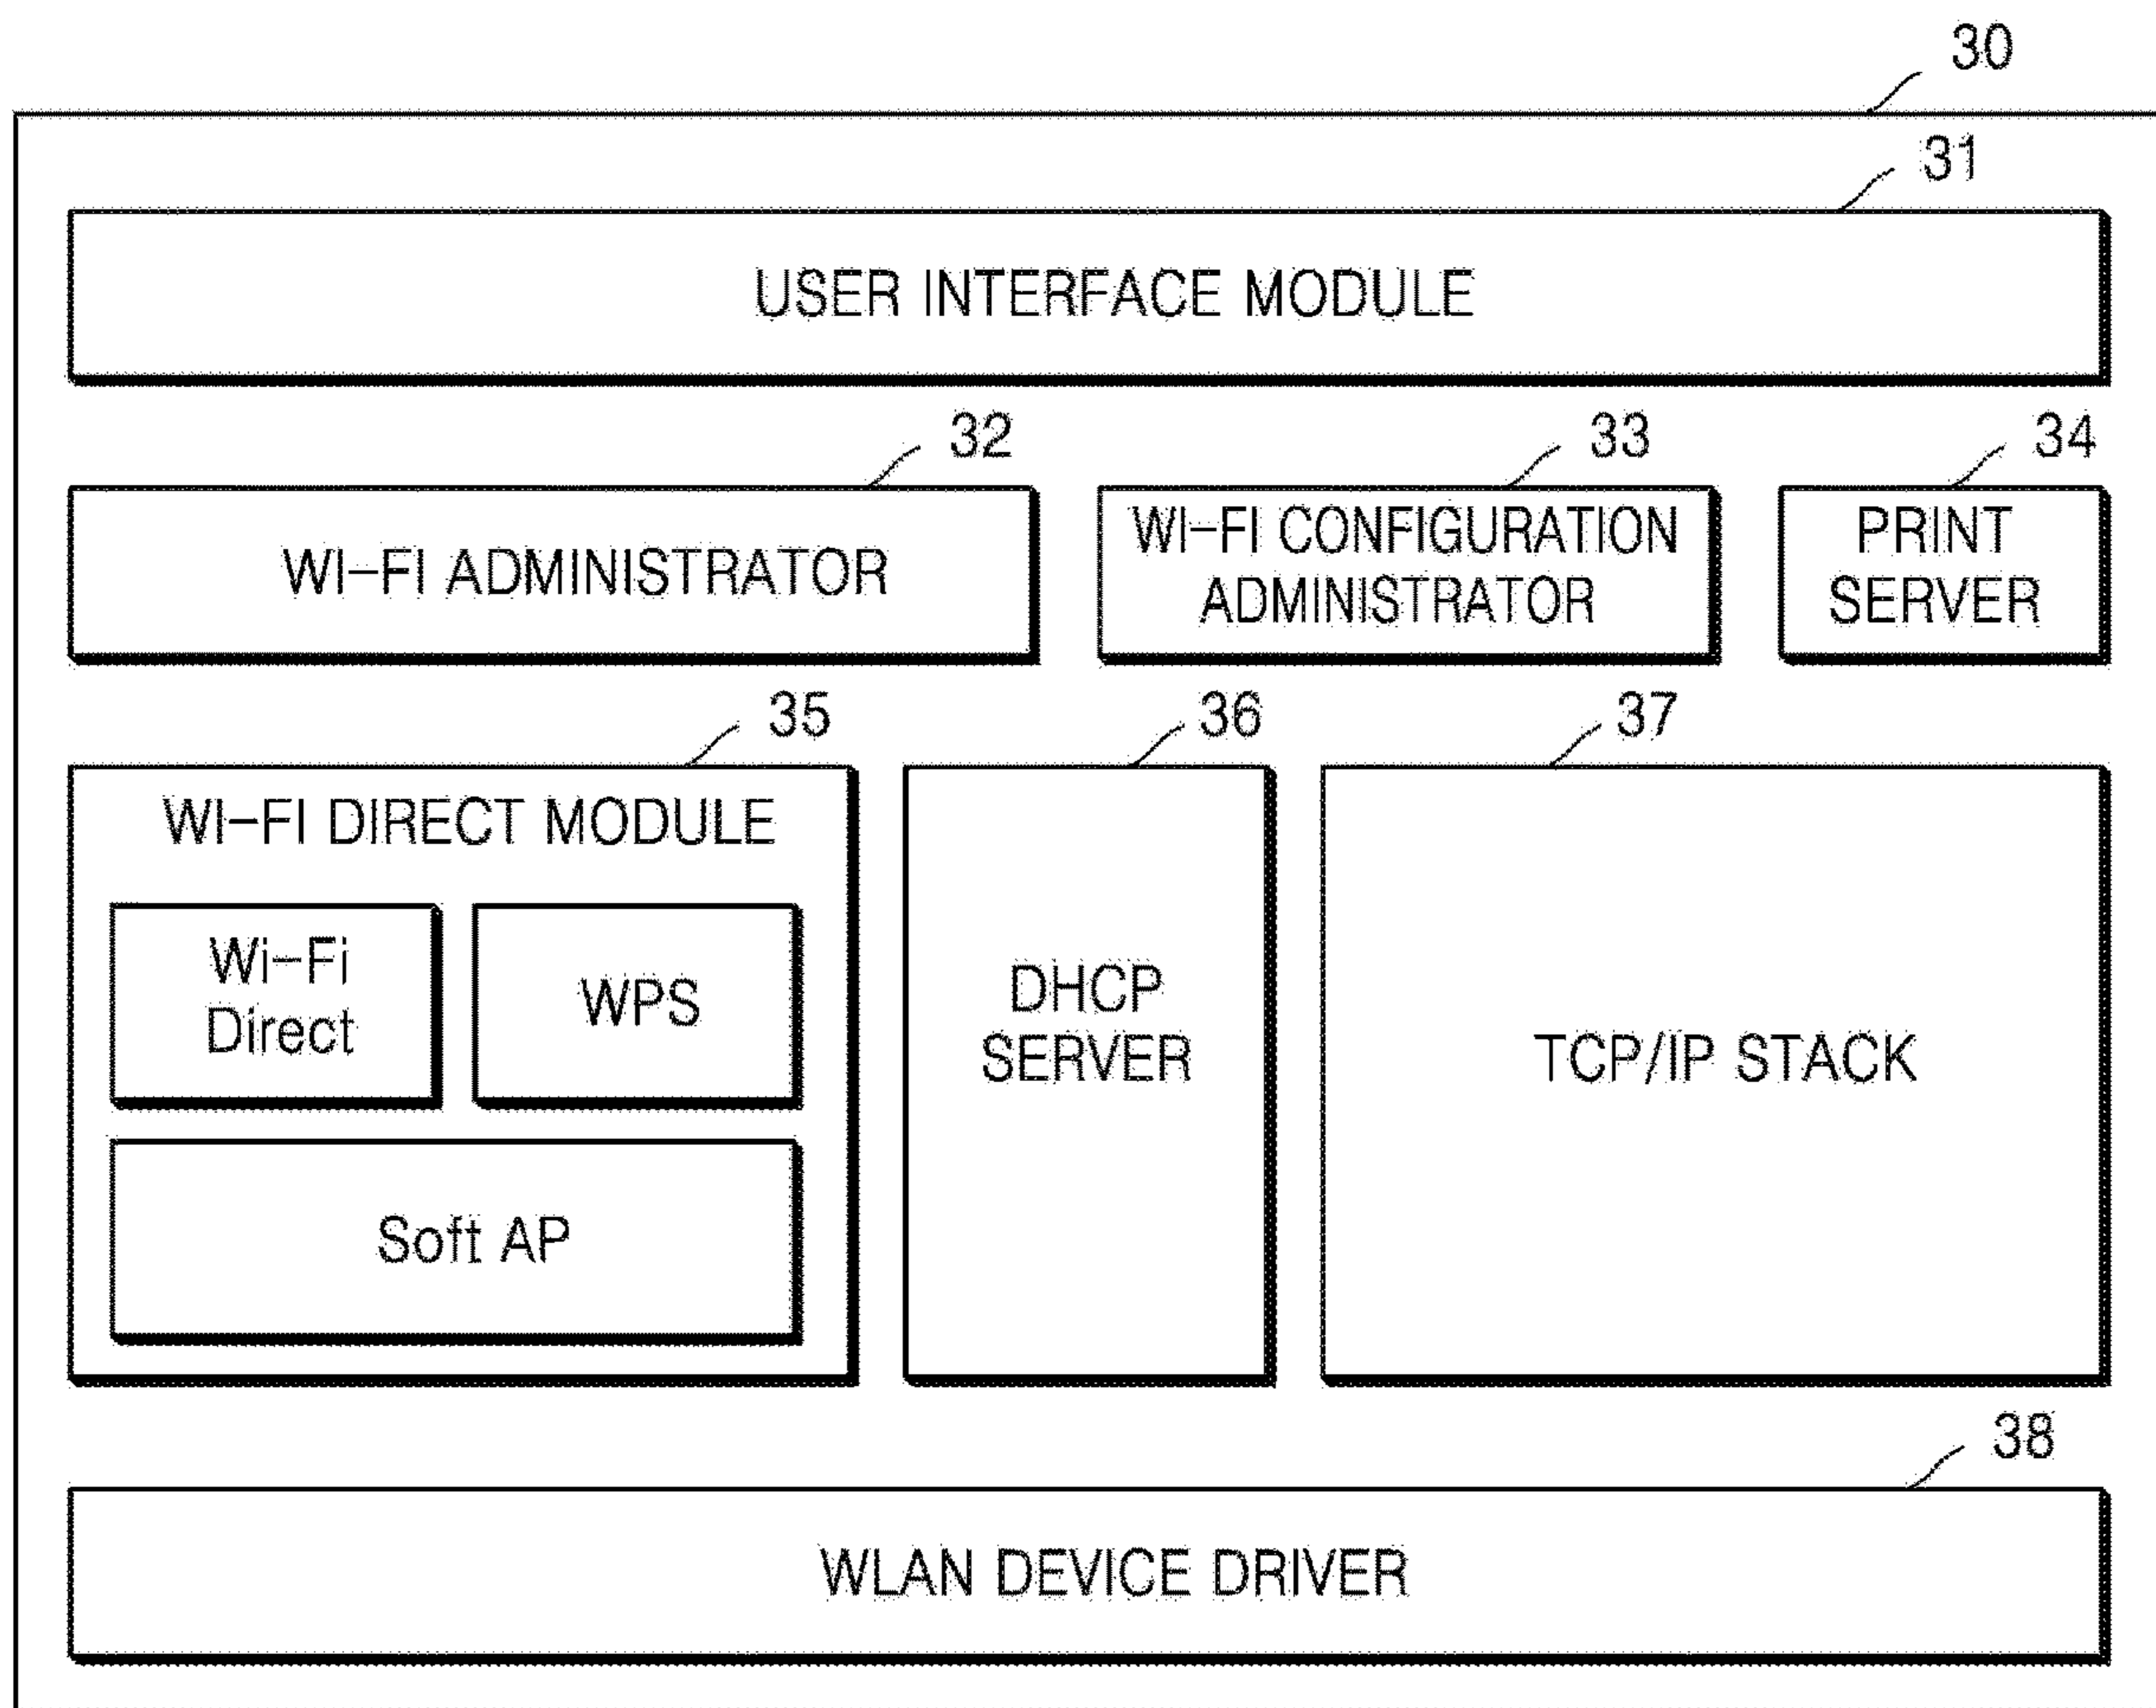 30
31
USER INTERFACE MODULE
32
33
34
WI-FI ADMINISTRATOR
WI-FI CONFIGURATION
ADMINISTRATOR
PRINT
SERVER
35
36
37
WI-FI DIRECT MODULE
Wi-Fi
Direct
WPS
Soft AP
DHCP
SERVER
TCP/IP STACK
38
WLAN DEVICE DRIVER